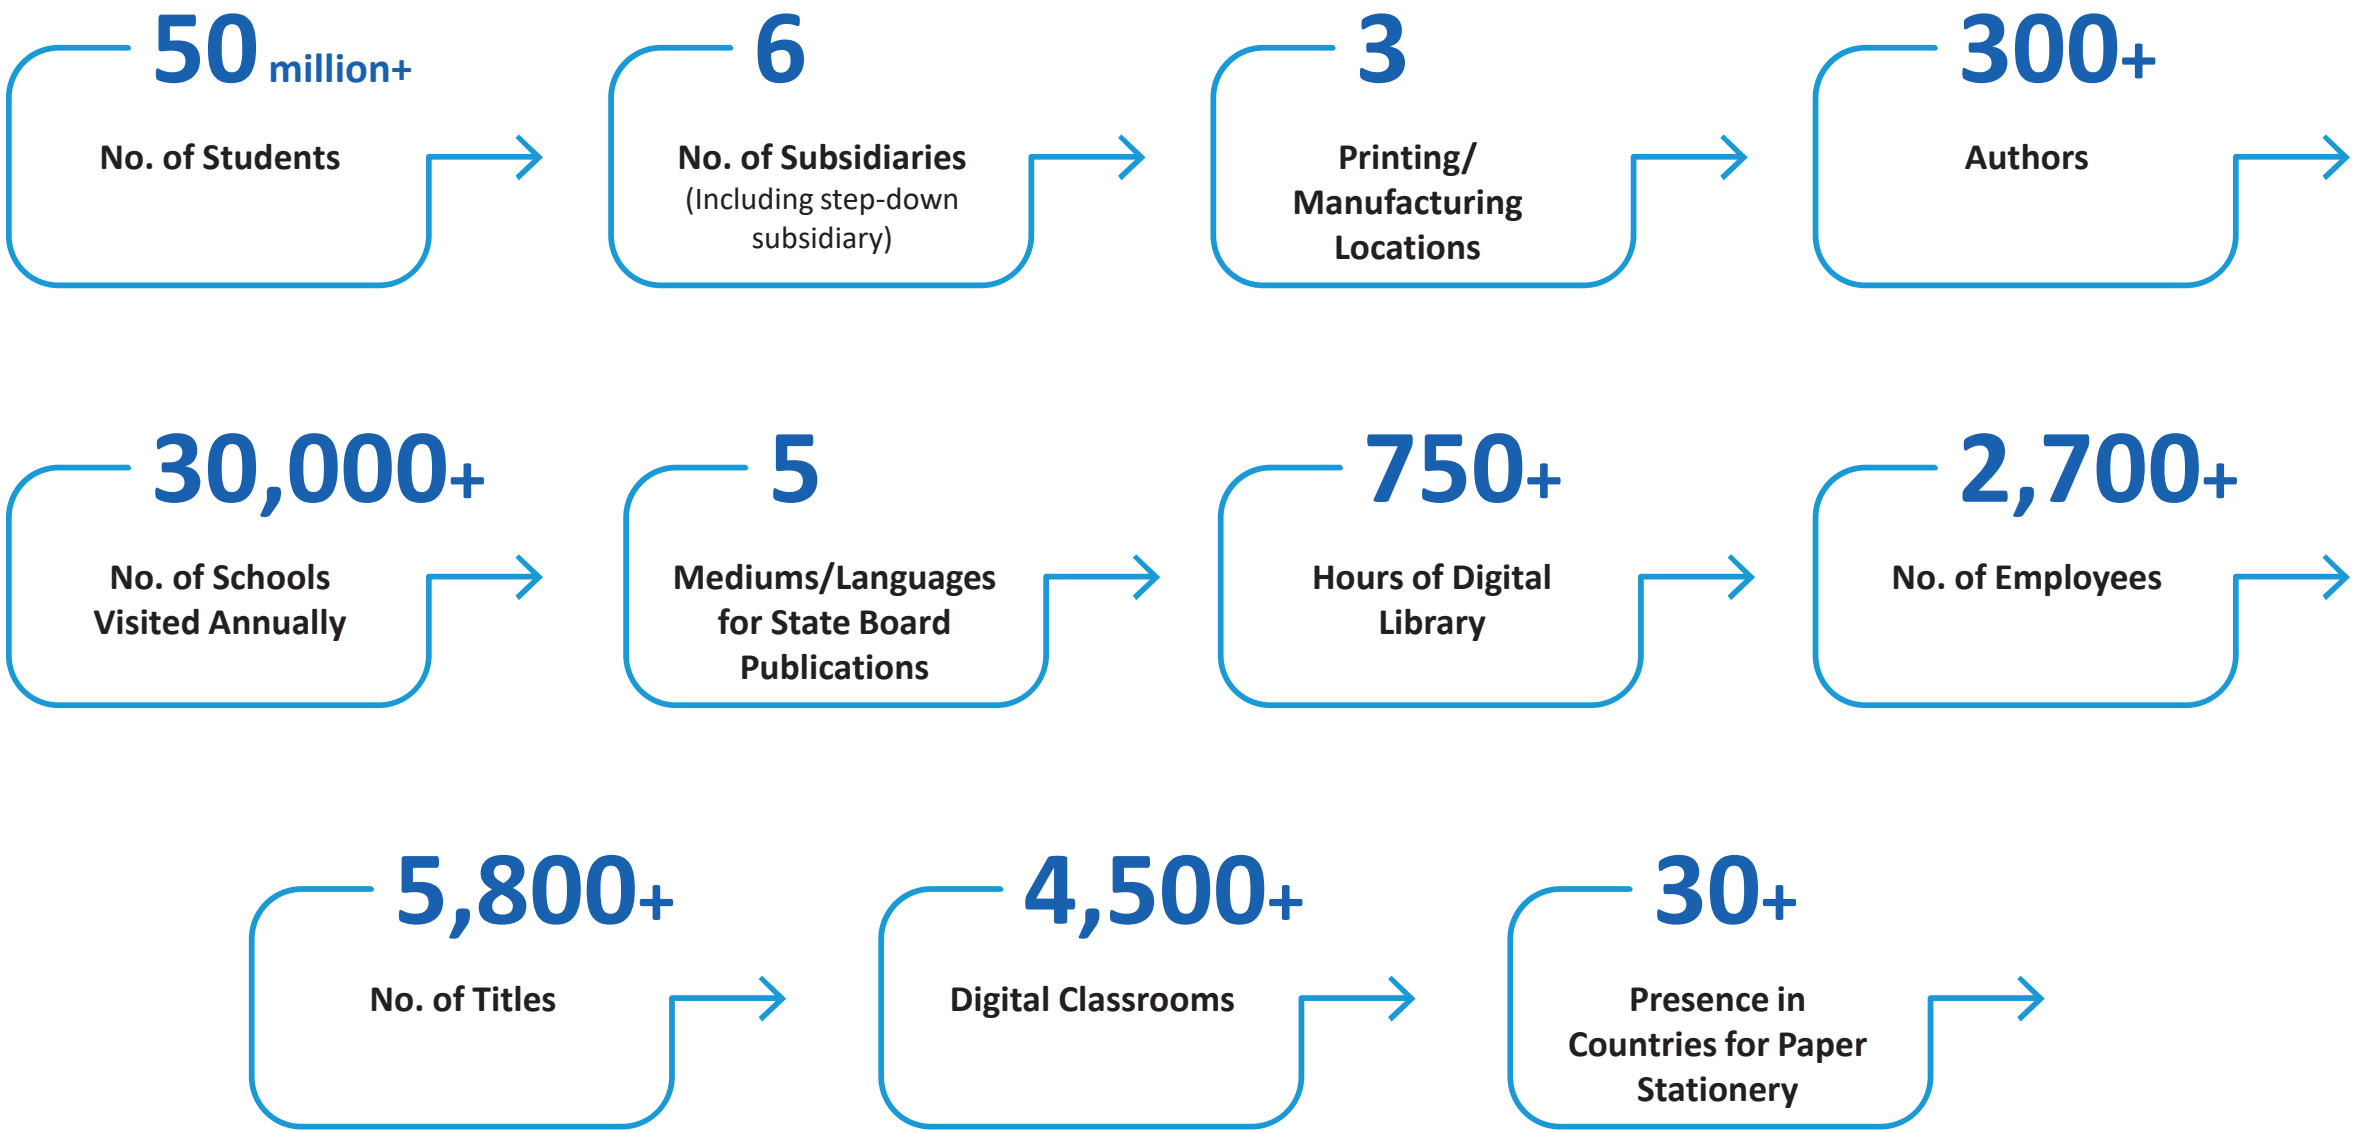 50 million+
No. of Students
6
No. of Subsidiaries
(Including step-down
subsidiary)
3
Printing/
Manufacturing
Locations
300+
Authors
30,000+
No. of Schools
Visited Annually
5
Mediums/Languages
for State Board
Publications
750+
Hours of Digital
Library
2,700+
No. of Employees
5,800+
No. of Titles
4,500+
Digital Classrooms
30+
Presence in
Countries for Paper
Stationery